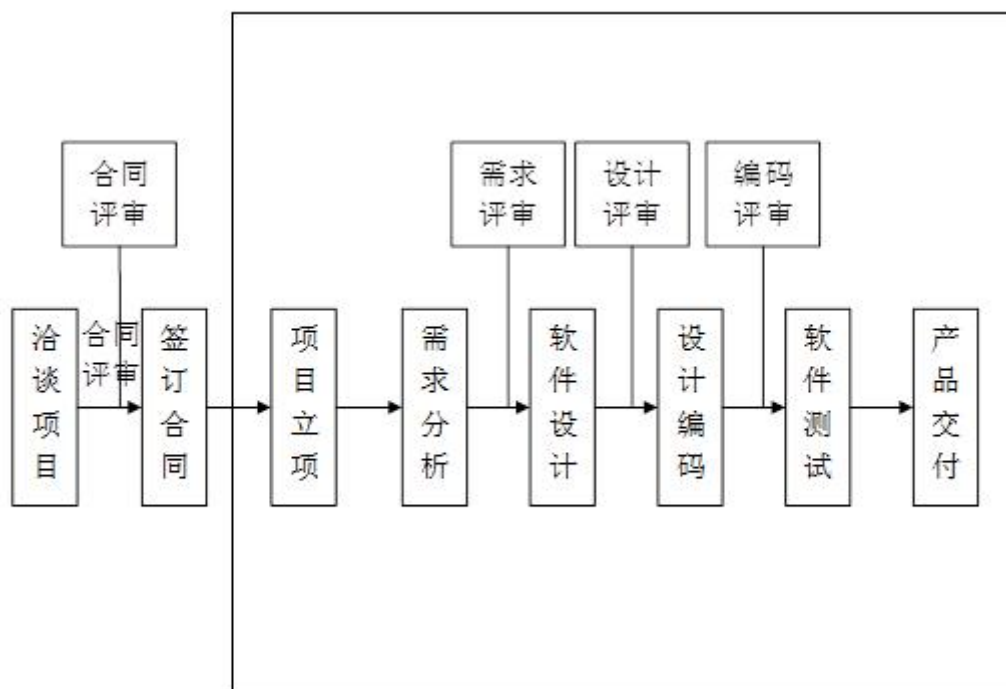 合同
评审
需求
评审
设计
评审
编码
评审
洽谈项目
合同
评审
签订合同
项目立项
需求分析
软件设计
设计编码
软件测试
产品交付